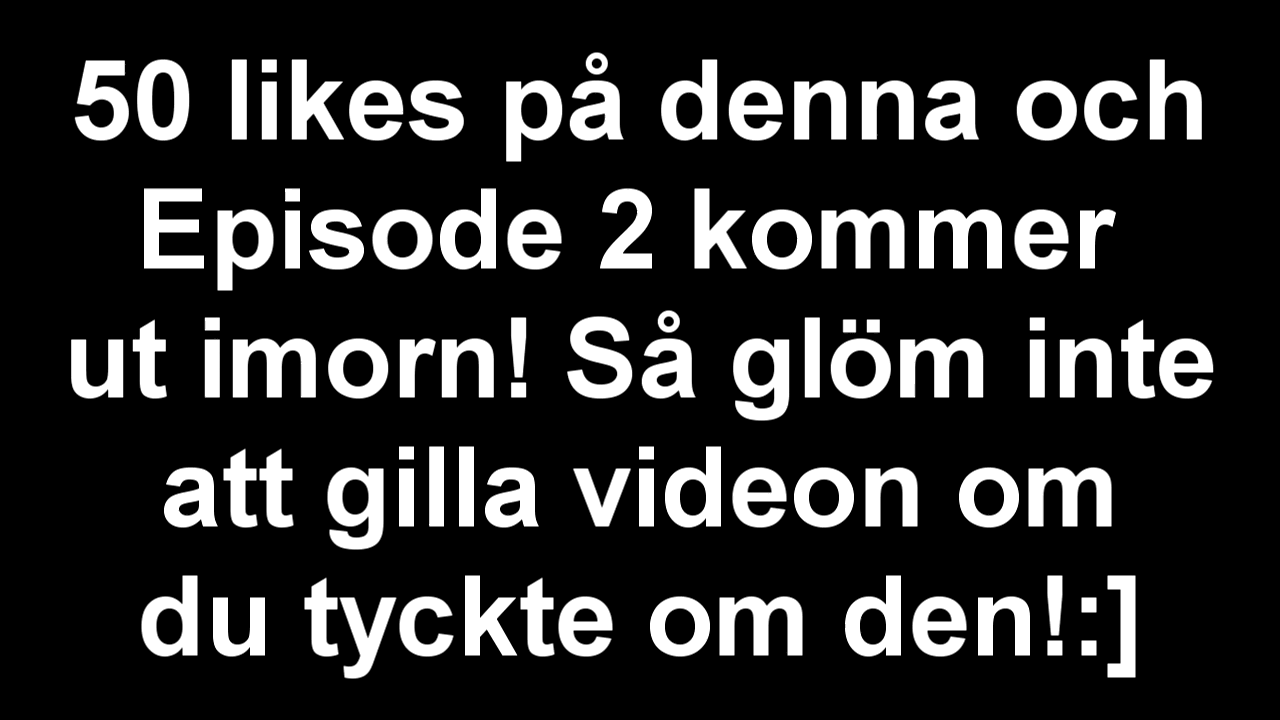 50 likes på denna och
Episode 2 kommer
ut imorn! Så glöm inte
att gilla videon om
du tyckte om den!:]